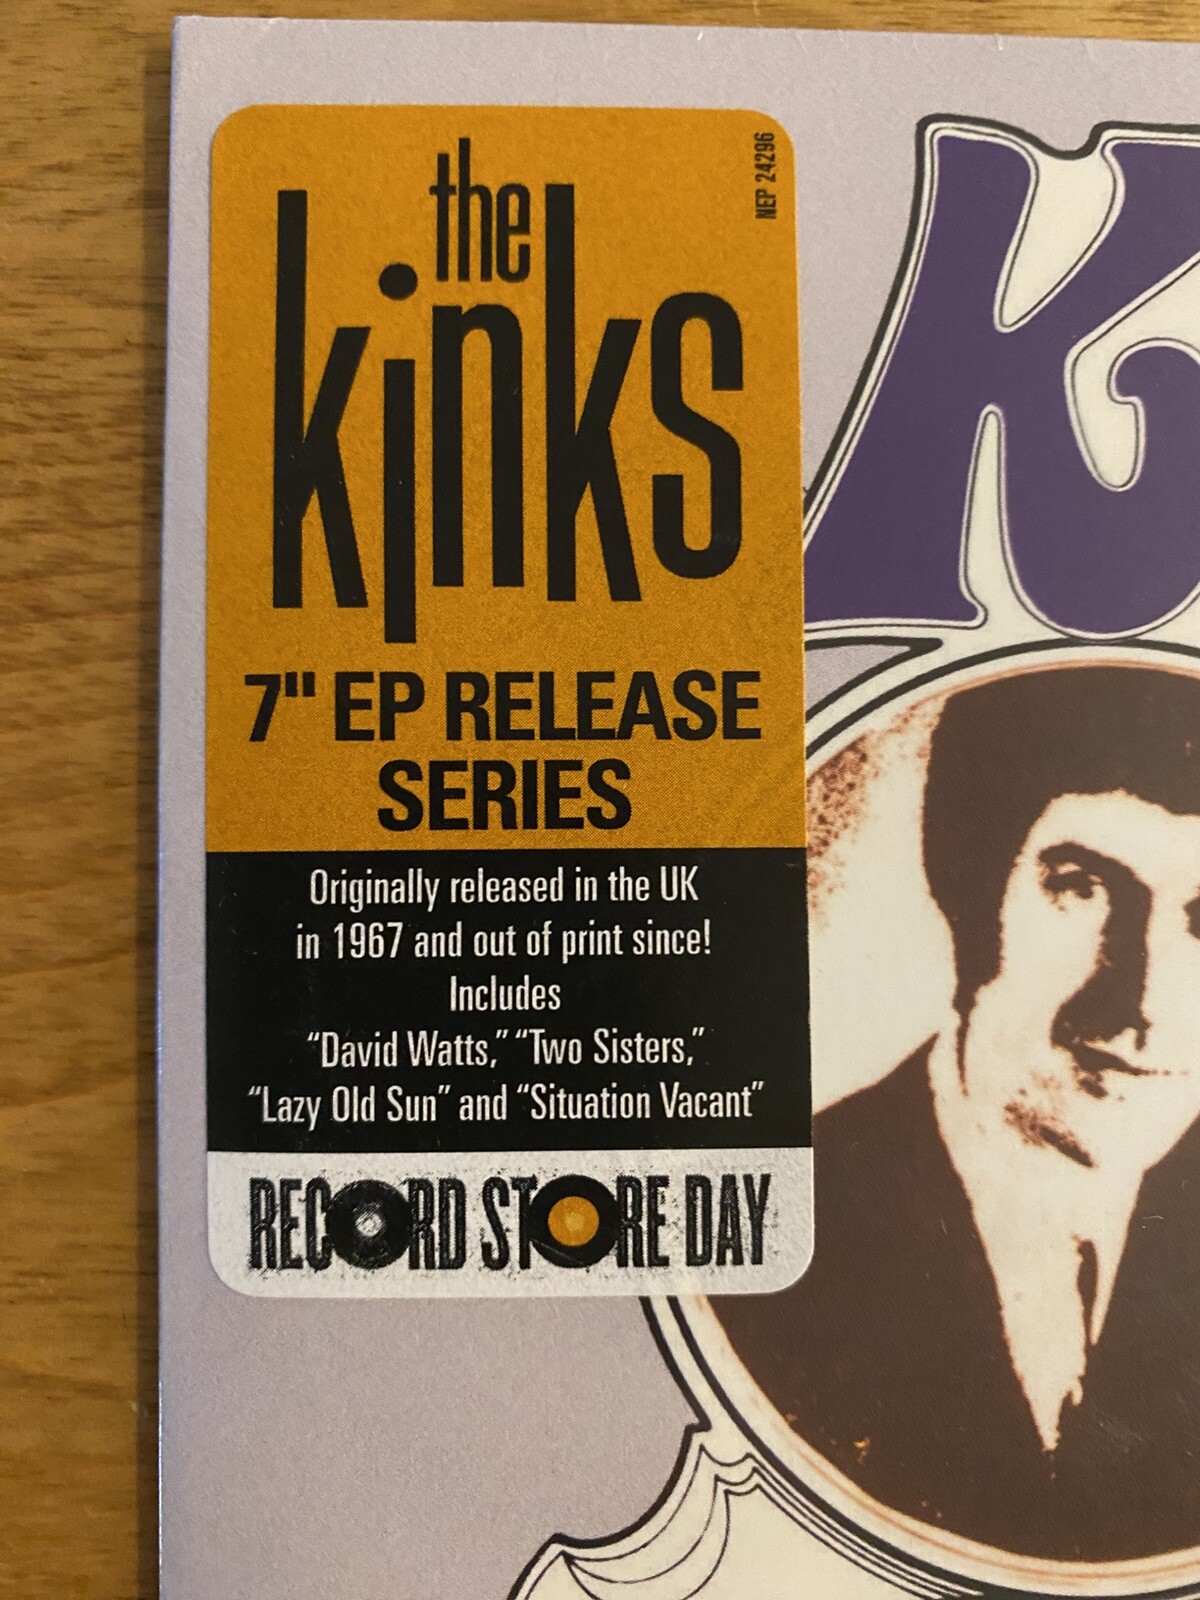 NEP 24296
the
kinks
7" EP RELEASE
SERIES
Originally released in the UK
in 1967 and out of print since!
Includes
“David Watts,” “Two Sisters,”
“Lazy Old Sun” and “Situation Vacant”
RECORD STORE DAY
K